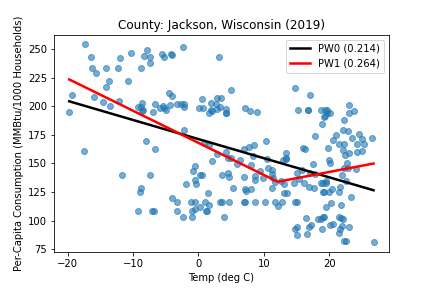 County: Jackson, Wisconsin (2019)
PW0 (0.214)
PW1 (0.264)
Per-Capita Consumption (MMBtu/1000 Households)
250
225
200
175
150
125
100
75
−20
−10
0
10
20
Temp (deg C)